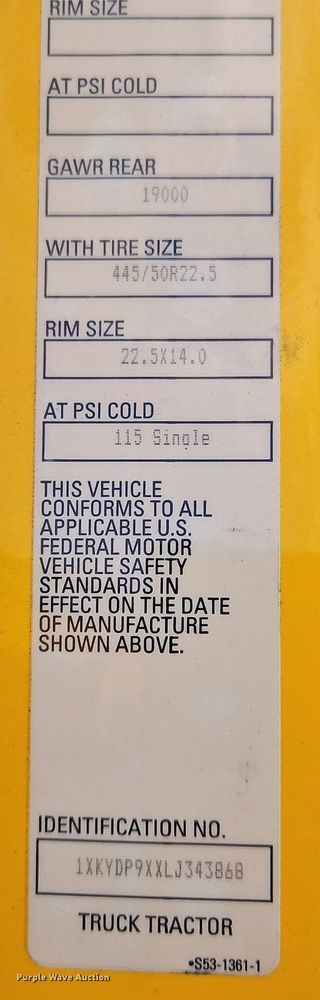 RIM SIZE
AT PSI COLD
GAWR REAR
19000
WITH TIRE SIZE
445/50R22.5
RIM SIZE
22.5X14.0
AT PSI COLD
115 Single
THIS VEHICLE
CONFORMS TO ALL
APPLICABLE U.S.
FEDERAL MOTOR
VEHICLE SAFETY
STANDARDS IN
EFFECT ON THE DATE
OF MANUFACTURE
SHOWN ABOVE.
IDENTIFICATION NO.
1XKYDP9XXLJ343868
TRUCK TRACTOR
•S53-1361-1
Purple Wave Auction